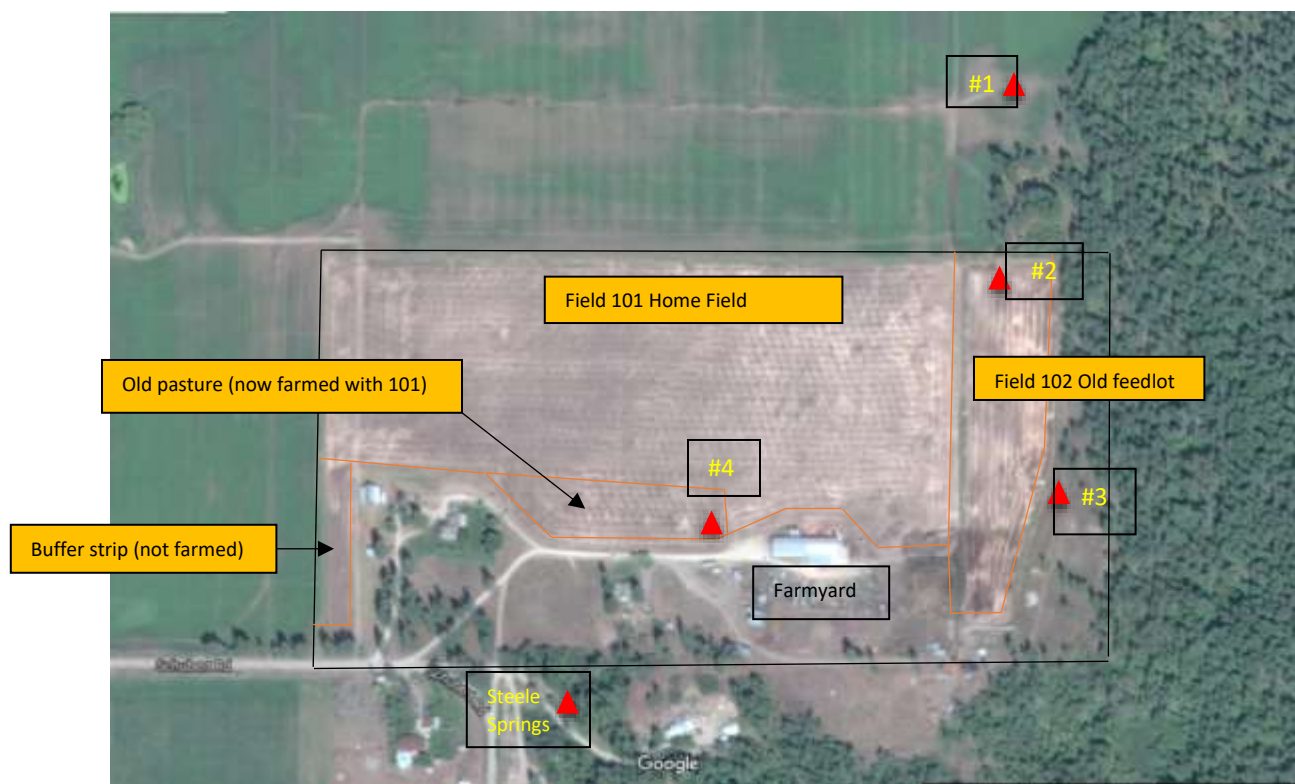 #1
#2
Field 101 Home Field
Old pasture (now farmed with 101)
Field 102 Old feedlot
#4
#3
Buffer strip (not farmed)
Farmyard
Steele
Springs
Google